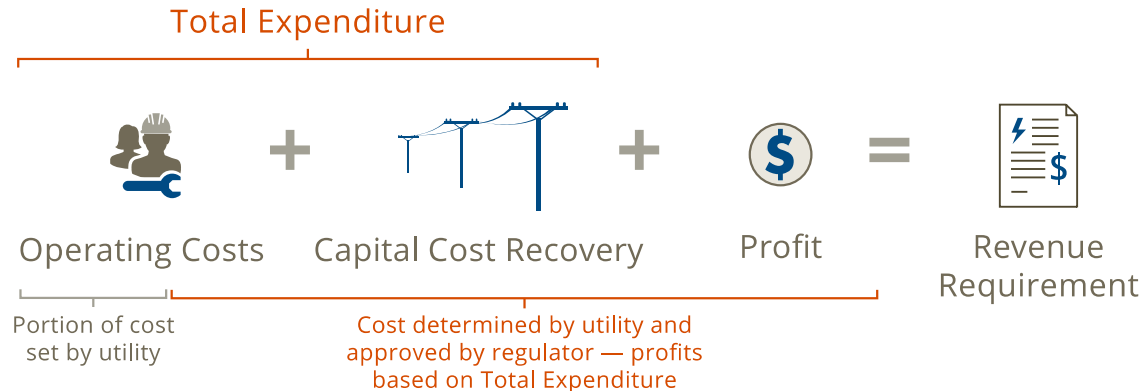 Total Expenditure
+
+
$
=
$
Operating Costs
Capital Cost Recovery
Profit
Revenue
Requirement
Portion of cost
set by utility
Cost determined by utility and
approved by regulator — profits
based on Total Expenditure